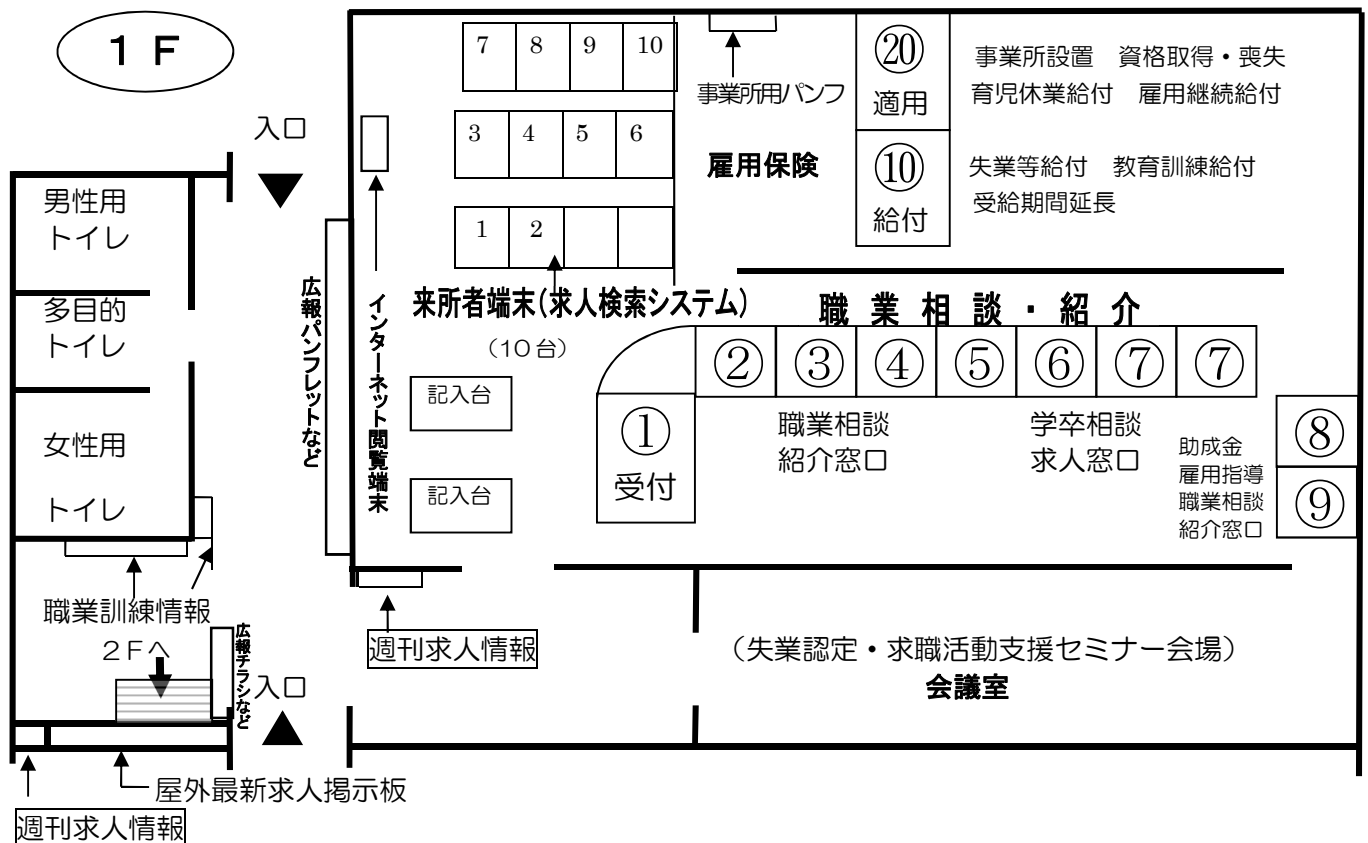 １Ｆ
7 8 9 10
3 4 5 6
1 2
事業所用パンフ
⑳
適用
事業所設置　資格取得・喪失
育児休業給付　雇用継続給付
雇用保険
⑩
給付
失業等給付　教育訓練給付
受給期間延長
入口
男性用
トイレ
多目的
トイレ
女性用
トイレ
広報パンフレットなど
インターネット閲覧端末
来所者端末(求人検索システム)
（10台）
職業相談・紹介
記入台
記入台
①
受付
② ③ ④ ⑤ ⑥ ⑦ ⑦
職業相談
紹介窓口
学卒相談
求人窓口
助成金
雇用指導
職業相談
紹介窓口
⑧
⑨
職業訓練情報
２Ｆへ
広報チラシなど
入口
週刊求人情報
（失業認定・求職活動支援セミナー会場）
会議室
屋外最新求人掲示板
週刊求人情報